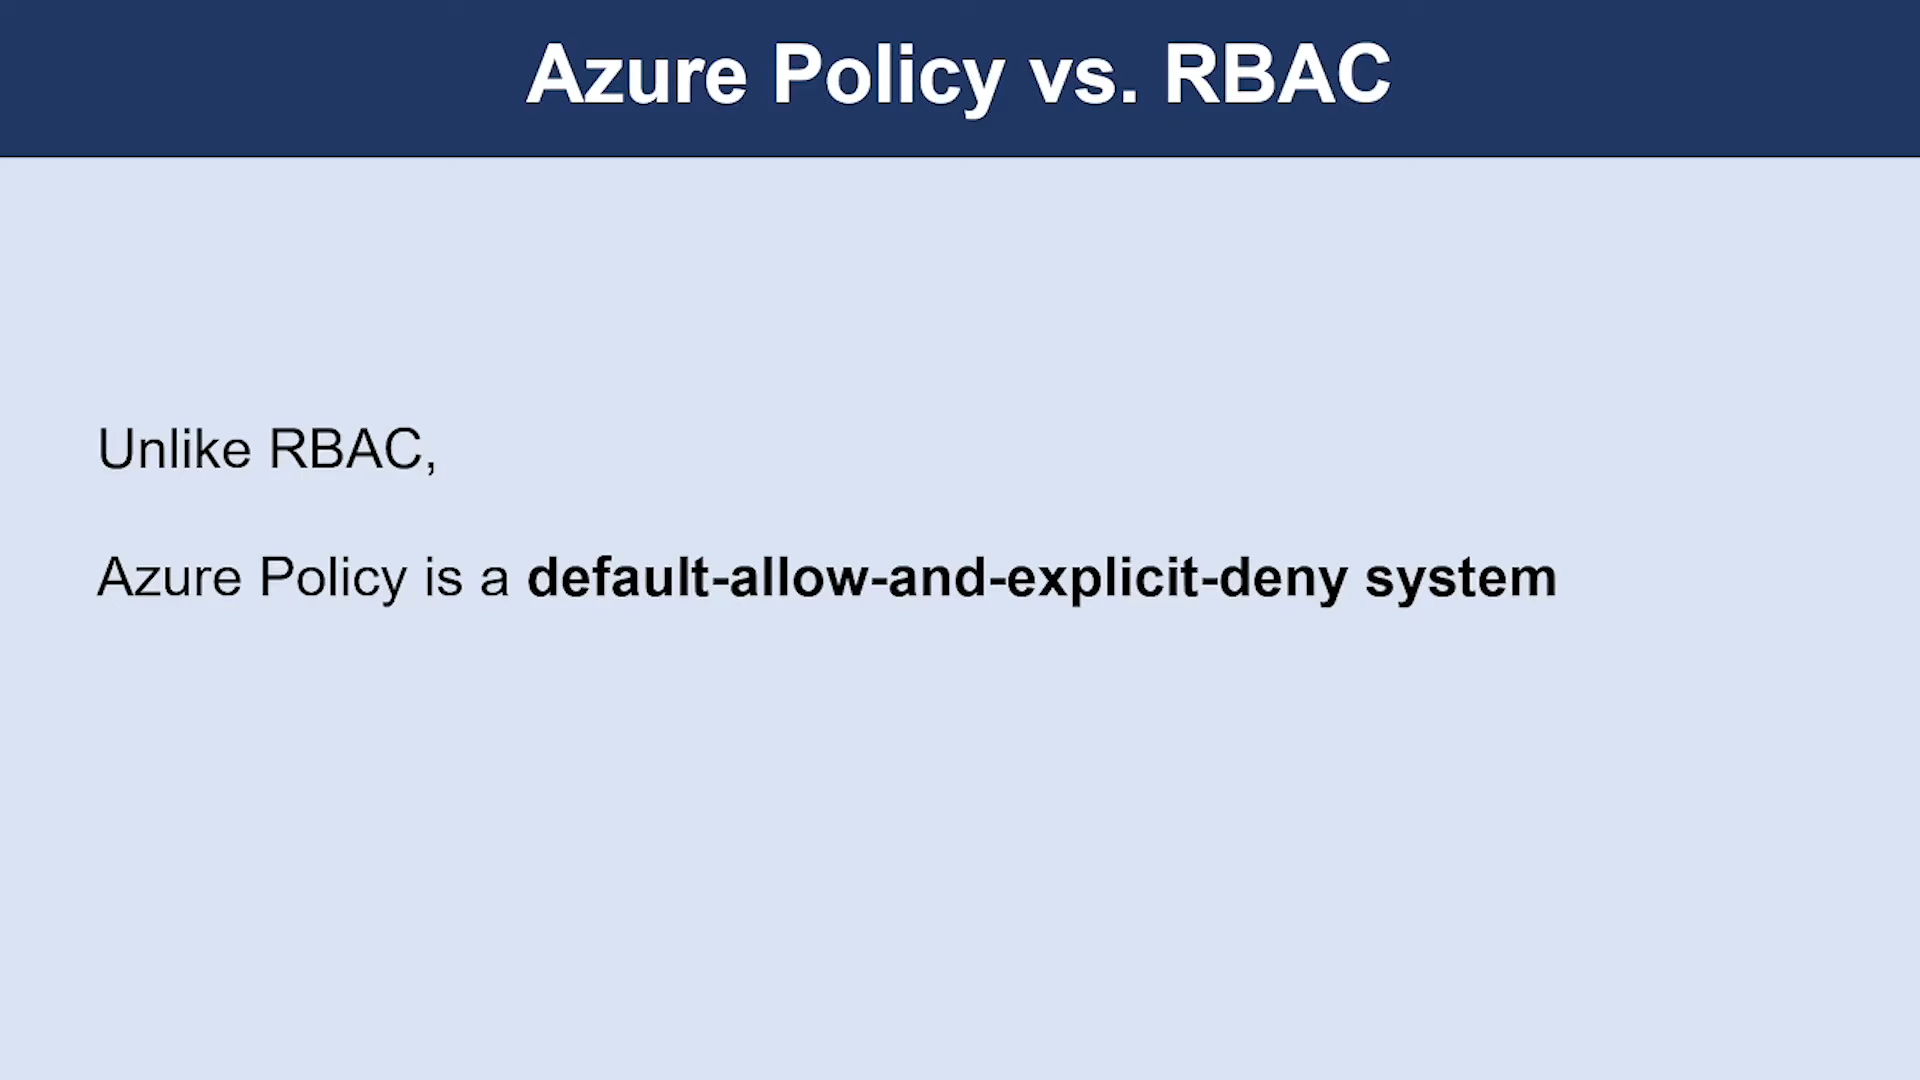 Azure Policy vs. RBAC
Unlike RBAC,
Azure Policy is a default-allow-and-explicit-deny system